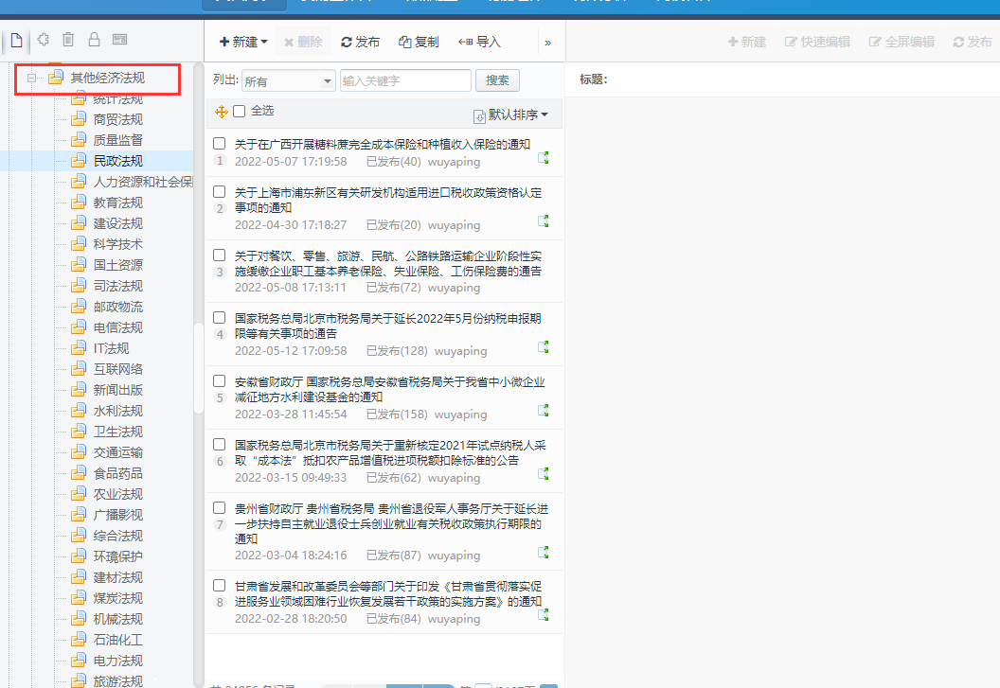 新建
删除
发布
复制
导入
»
新建
快速编辑
全屏编辑
发布
其他经济法规
统计法规
商贸法规
质量监督
民政法规
人力资源和社会保
教育法规
建设法规
科学技术
国土资源
司法法规
邮政物流
电信法规
IT法规
互联网络
新闻出版
水利法规
卫生法规
交通运输
食品药品
农业法规
广播影视
综合法规
环境保护
建材法规
煤炭法规
机械法规
石油化工
电力法规
旅游法规
列出: 所有 输入关键字 搜索
全选 默认排序
关于在广西开展糖料蔗完全成本保险和种植收入保险的通知
1 2022-05-07 17:19:58 已发布(40) wuyaping
关于上海市浦东新区有关研发机构适用进口税收政策资格认定
2 事项的通知
2022-04-30 17:18:27 已发布(20) wuyaping
关于对餐饮、零售、旅游、民航、公路铁路运输企业阶段性实
3 施缓缴企业职工基本养老保险、失业保险、工伤保险费的通告
2022-05-08 17:13:11 已发布(72) wuyaping
国家税务总局北京市税务局关于延长2022年5月份纳税申报期
4 限等有关事项的通告
2022-05-12 17:09:58 已发布(128) wuyaping
安徽省财政厅 国家税务总局安徽省税务局关于我省中小微企业
5 减征地方水利建设基金的通知
2022-03-28 11:45:54 已发布(158) wuyaping
国家税务总局北京市税务局关于重新核定2021年试点纳税人采
6 取“成本法”抵扣农产品增值税进项税额扣除标准的公告
2022-03-15 09:49:33 已发布(62) wuyaping
贵州省财政厅 贵州省税务局 贵州省退役军人事务厅关于延长进
7 一步扶持自主就业退役士兵创业就业有关税收政策执行期限的
通知
2022-03-04 18:24:16 已发布(87) wuyaping
甘肃省发展和改革委员会等部门关于印发《甘肃省贯彻落实促
8 进服务业领域困难行业恢复发展若干政策的实施方案》的通知
2022-02-28 18:20:50 已发布(84) wuyaping
标题: